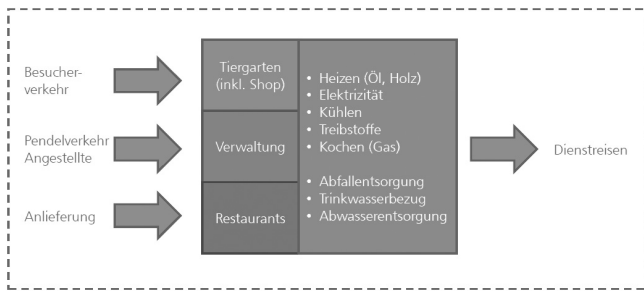 Besucher-
verkehr
Pendelverkehr
Angestellte
Anlieferung
Tiergarten
(inkl. Shop)
Verwaltung
Restaurants
• Heizen (Öl, Holz)
• Elektrizität
• Kühlen
• Treibstoffe
• Kochen (Gas)
• Abfallentsorgung
• Trinkwasserbezug
• Abwasserentsorgung
Dienstreisen